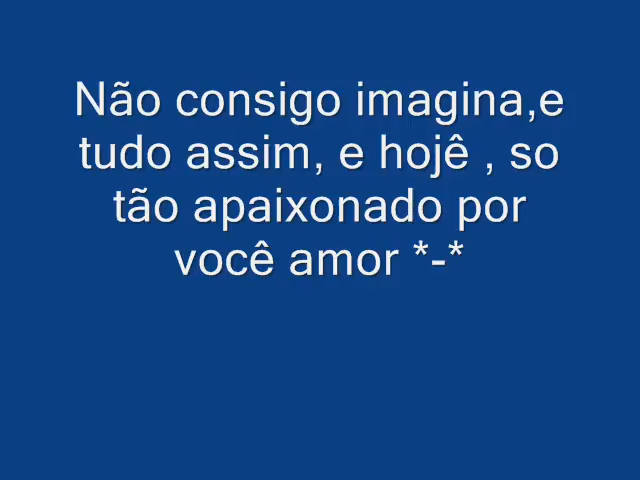 Não consigo imagina,e
tudo assim, e hojê , so
tão apaixonado por
você amor *-*